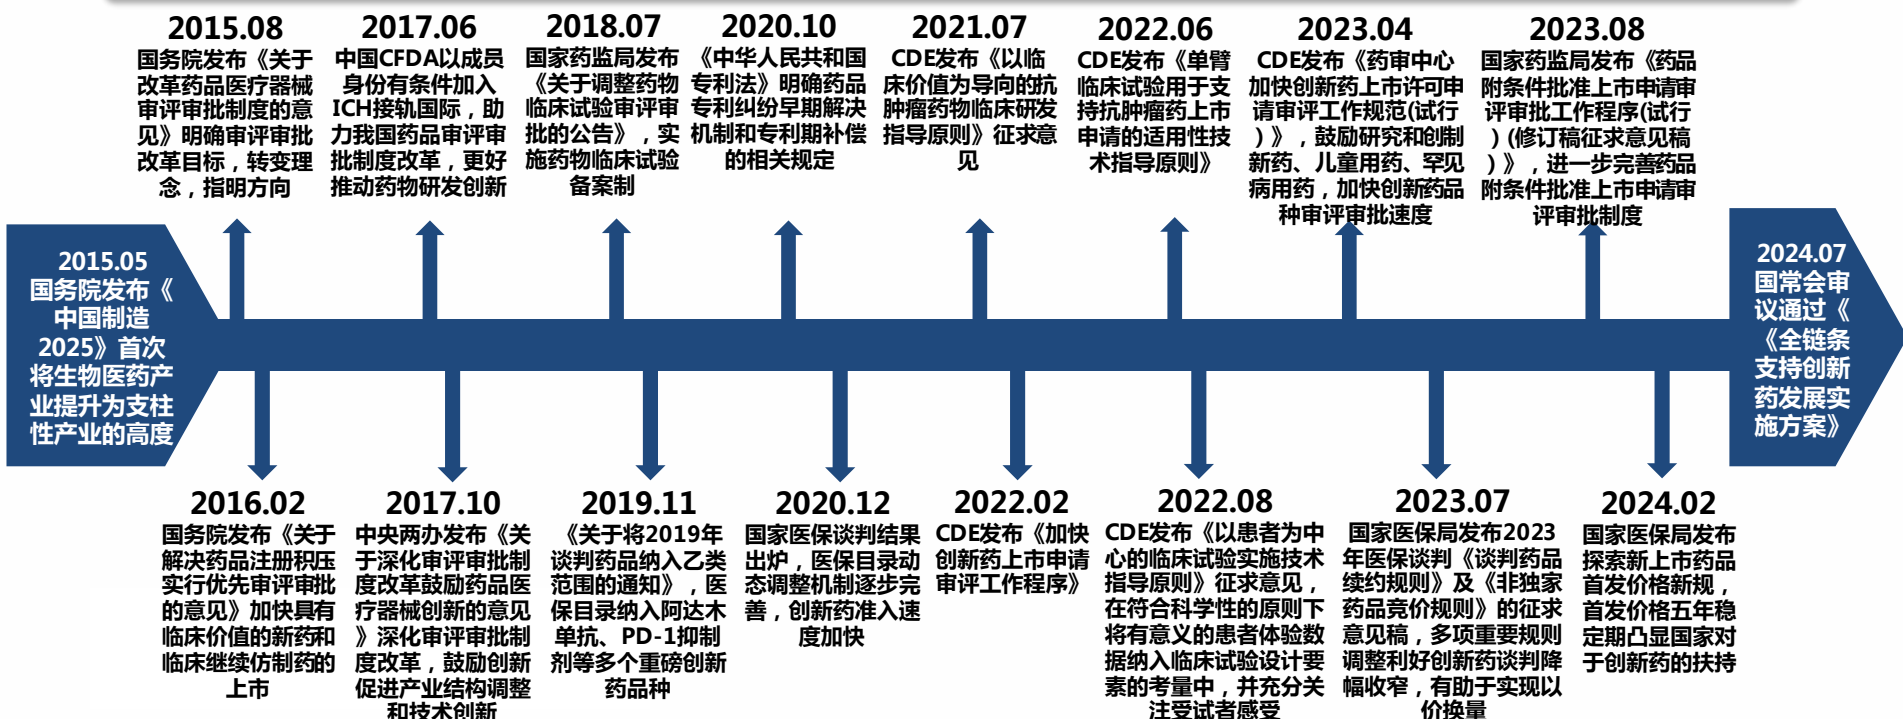 2015.08
国务院发布《关于
改革药品医疗器械
审评审批制度的意
见》明确审评审批
改革目标，转变理
念，指明方向
2017.06
中国CFDA以成员
身份有条件加入
ICH接轨国际，助
力我国药品审评审
批制度改革，更好
推动药物研发创新
2018.07
国家药监局发布
《关于调整药物
临床试验审评审
批的公告》，实
施药物临床试验
备案制
2020.10
《中华人民共和国
专利法》明确药品
专利纠纷早期解决
机制和专利期补偿
的相关规定
2021.07
CDE发布《以临
床价值为导向的抗
肿瘤药物临床研发
指导原则》征求意
见
2022.06
CDE发布《单臂
临床试验用于支
持抗肿瘤药上市
申请的适用性技
术指导原则》
2023.04
CDE发布《药审中心
加快创新药上市许可申
请审评工作规范(试行
)》，鼓励研究和创制
新药、儿童用药、罕见
病用药，加快创新药品
种审评审批速度
2023.08
国家药监局发布《药品
附条件批准上市申请审
评审批工作程序(试行
)(修订稿征求意见稿
)》，进一步完善药品
附条件批准上市申请审
评审批制度
2015.05
国务院发布《
中国制造
2025》首次
将生物医药产
业提升为支柱
性产业的高度
2024.07
国常会审
议通过《
《全链条
支持创新
药发展实
施方案》
2016.02
国务院发布《关于
解决药品注册积压
实行优先审评审批
的意见》加快具有
临床价值的新药和
临床继续仿制药的
上市
2017.10
中央两办发布《关
于深化审评审批制
度改革鼓励药品医
疗器械创新的意见
》深化审评审批制
度改革，鼓励创新
促进产业结构调整
和技术创新
2019.11
《关于将2019年
谈判药品纳入乙类
范围的通知》，医
保目录纳入阿达木
单抗、PD-1抑制
剂等多个重磅创新
药品种
2020.12
国家医保谈判结果
出炉，医保目录动
态调整机制逐步完
善，创新药准入速
度加快
2022.02
CDE发布《加快
创新药上市申请
审评工作程序》
2022.08
CDE发布《以患者为中
心的临床试验实施技术
指导原则》征求意见，
在符合科学性的原则下
将有意义的患者体验数
据纳入临床试验设计要
素的考量中，并充分关
注受试者感受
2023.07
国家医保局发布2023
年医保谈判《谈判药品
续约规则》及《非独家
药品竞价规则》的征求
意见稿，多项重要规则
调整利好创新药谈判降
幅收窄，有助于实现以
价换量
2024.02
国家医保局发布
探索新上市药品
首发价格新规，
首发价格五年稳
定期凸显国家对
于创新药的扶持